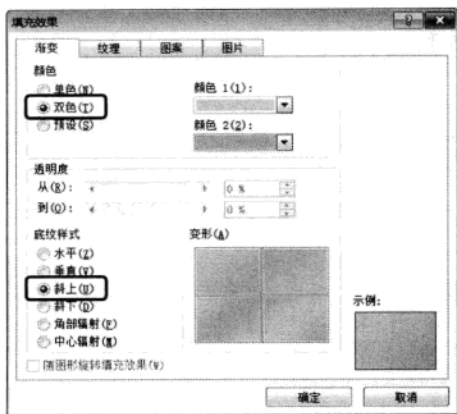 填充效果
渐变 纹理 图案 图片
颜色
单色(N)
双色(T)
预设(S)
颜色 1(1):
颜色 2(2):
透明度
从(R): 0 %
到(O): 0 %
底纹样式
水平(Z)
垂直(V)
斜上(U)
斜下(D)
角部辐射(F)
中心辐射(M)
变形(A)
示例:
随图形旋转填充效果(W)
确定 取消